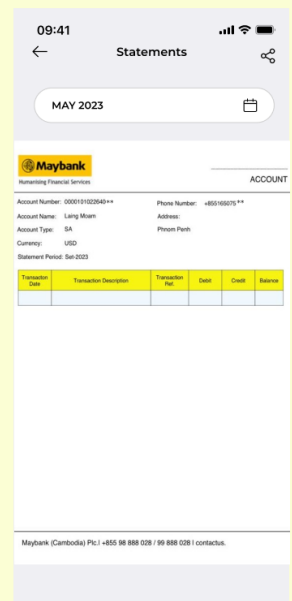 09:41
Statements
MAY 2023
Maybank
Humanising Financial Services
ACCOUNT
Account Number: 0000101022640** Phone Number: +855165075 **
Account Name: Laing Moam Address:
Account Type: SA Phnom Penh
Currency: USD
Statement Period: Set-2023
Transaction Date Transaction Description Transaction Ref. Debit Credit Balance
Maybank (Cambodia) Plc.l +855 98 888 028 / 99 888 028 l contactus.